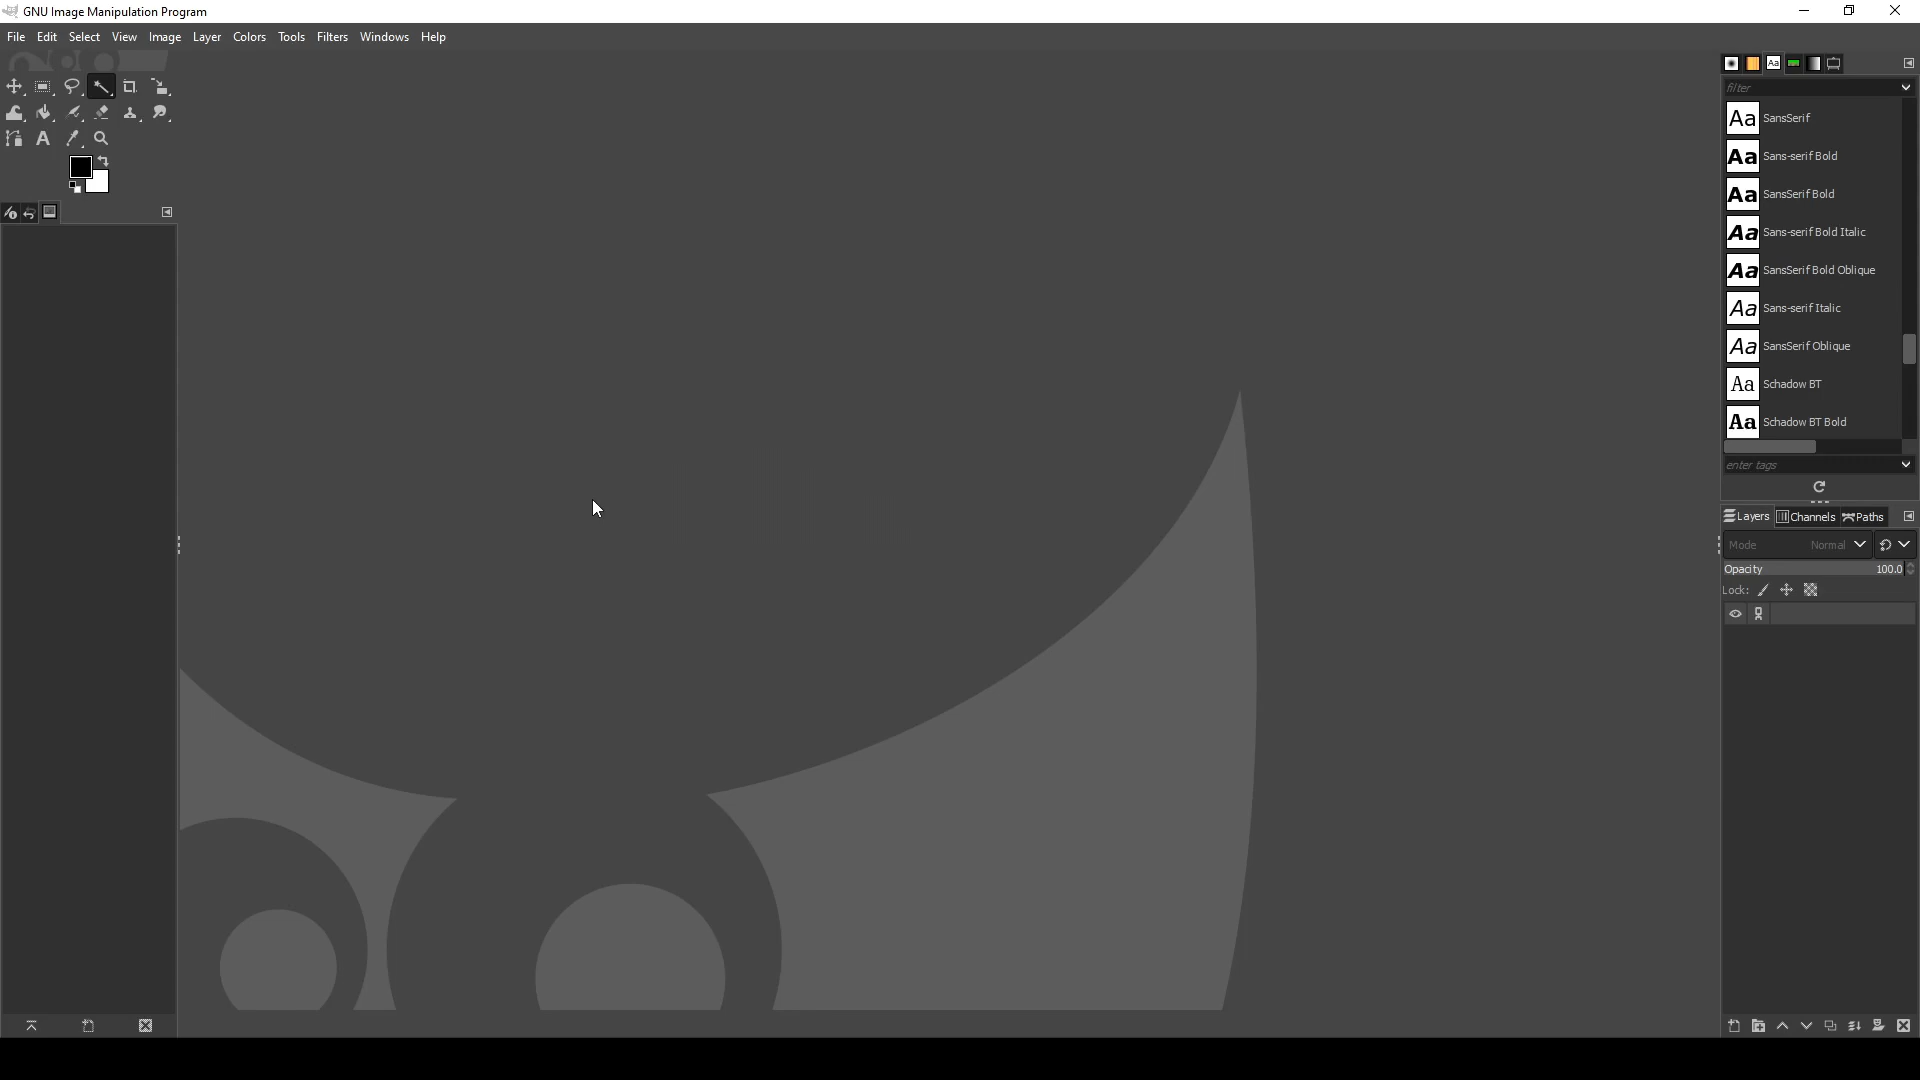 GNU Image Manipulation Program
File Edit Select View Image Layer Colors Tools Filters Windows Help
filter
Aa SansSerif
Aa Sans-serif Bold
Aa SansSerif Bold
Aa Sans-serif Bold Italic
Aa SansSerif Bold Oblique
Aa Sans-serif Italic
Aa SansSerif Oblique
Aa Schadow BT
Aa Schadow BT Bold
enter tags
Layers Channels Paths
Mode Normal
Opacity 100.0
Lock: